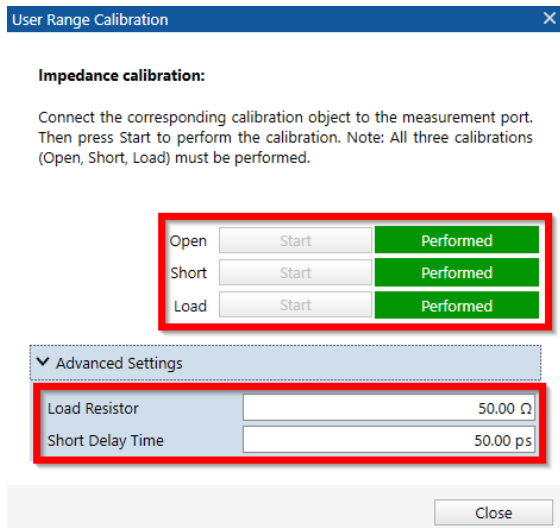 User Range Calibration
Impedance calibration:
Connect the corresponding calibration object to the measurement port.
Then press Start to perform the calibration. Note: All three calibrations
(Open, Short, Load) must be performed.
Open Start Performed
Short Start Performed
Load Start Performed
Advanced Settings
Load Resistor 50.00 Ω
Short Delay Time 50.00 ps
Close